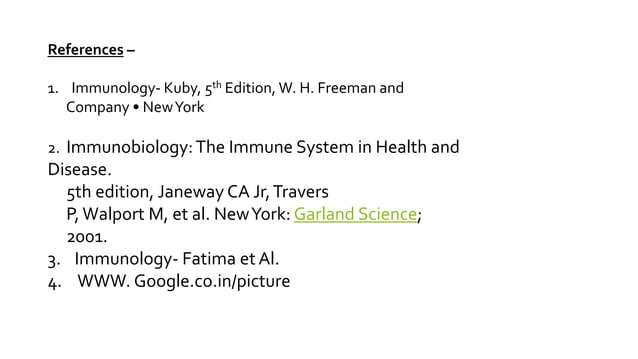 References –
1. Immunology- Kuby, 5th Edition, W. H. Freeman and
Company • New York
2. Immunobiology: The Immune System in Health and
Disease.
5th edition, Janeway CA Jr, Travers
P, Walport M, et al. New York: Garland Science;
2001.
3. Immunology- Fatima et Al.
4. WWW. Google.co.in/picture